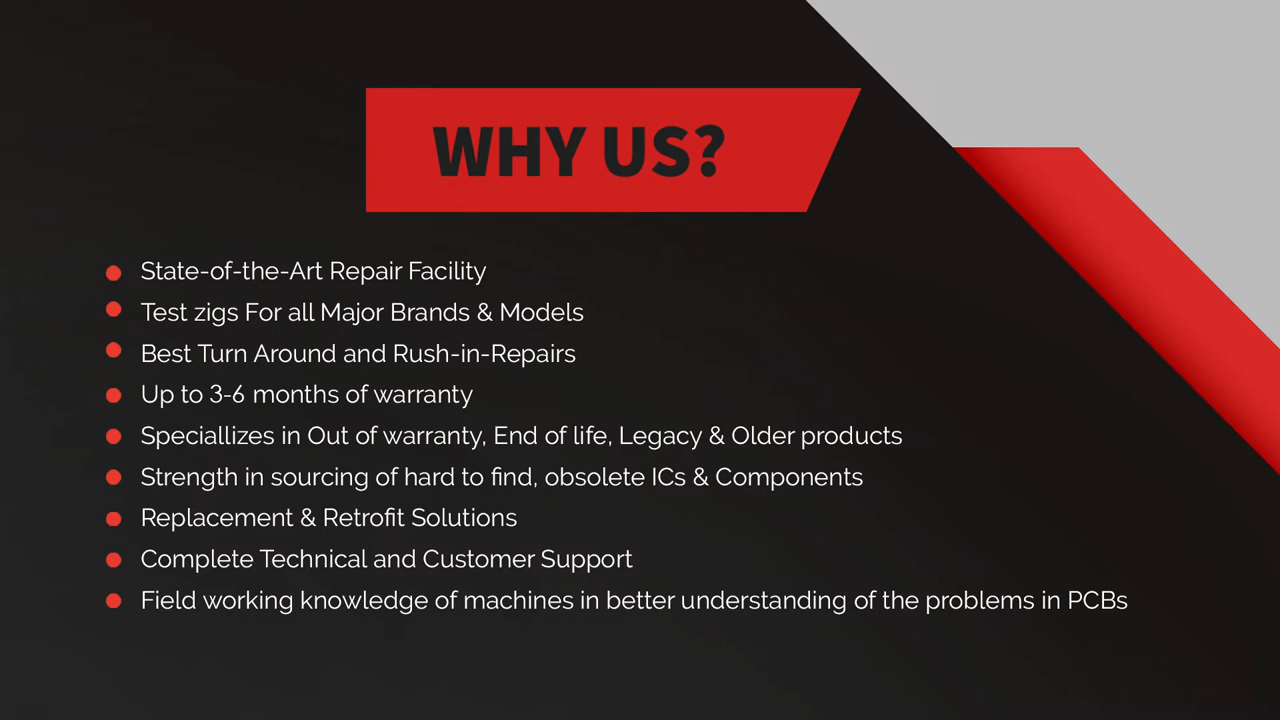 WHY US?
State-of-the-Art Repair Facility
Test zigs For all Major Brands & Models
Best Turn Around and Rush-in-Repairs
Up to 3-6 months of warranty
Speciallizes in Out of warranty, End of life, Legacy & Older products
Strength in sourcing of hard to find, obsolete ICs & Components
Replacement & Retrofit Solutions
Complete Technical and Customer Support
Field working knowledge of machines in better understanding of the problems in PCBs